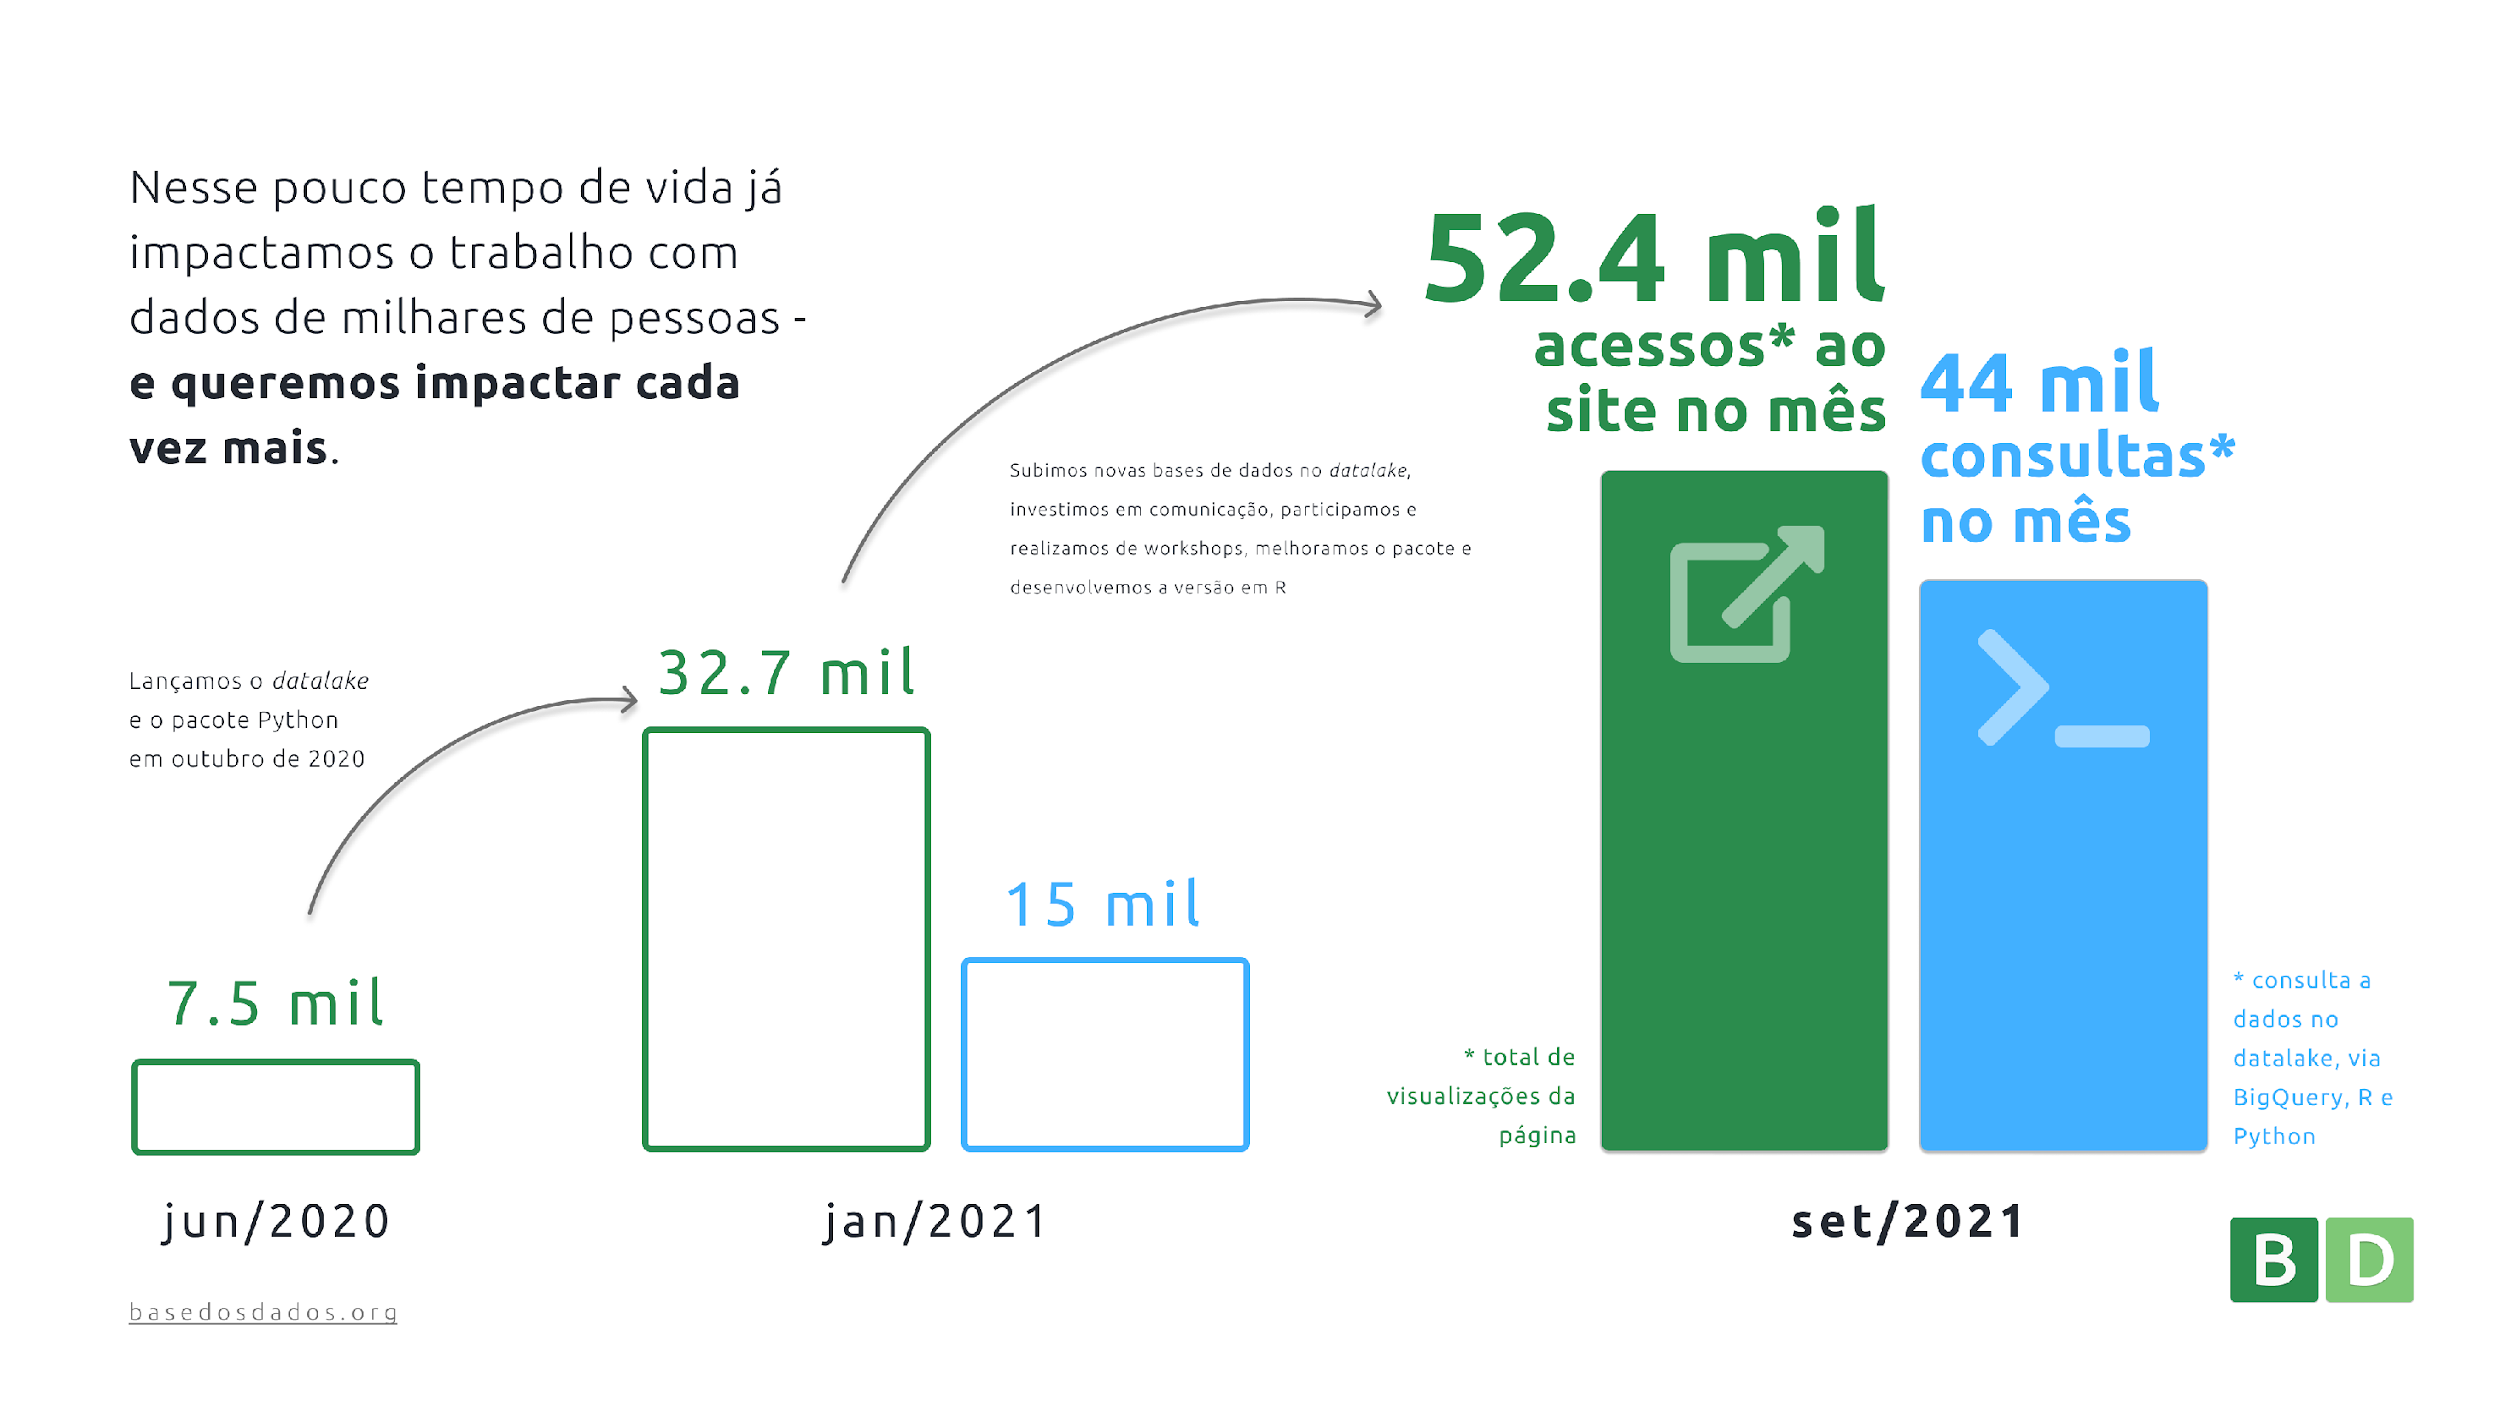 Nesse pouco tempo de vida já
impactamos o trabalho com
dados de milhares de pessoas -
e queremos impactar cada
vez mais.
Lançamos o datalake
e o pacote Python
em outubro de 2020
7.5 mil
jun/2020
Subimos novas bases de dados no datalake,
investimos em comunicação, participamos e
realizamos de workshops, melhoramos o pacote e
desenvolvemos a versão em R
32.7 mil
15 mil
jan/2021
52.4 mil
acessos* ao
site no mês
44 mil
consultas*
no mês
* total de
visualizações da
página
* consulta a
dados no
datalake, via
BigQuery, R e
Python
set/2021
basedosdados.org
BD